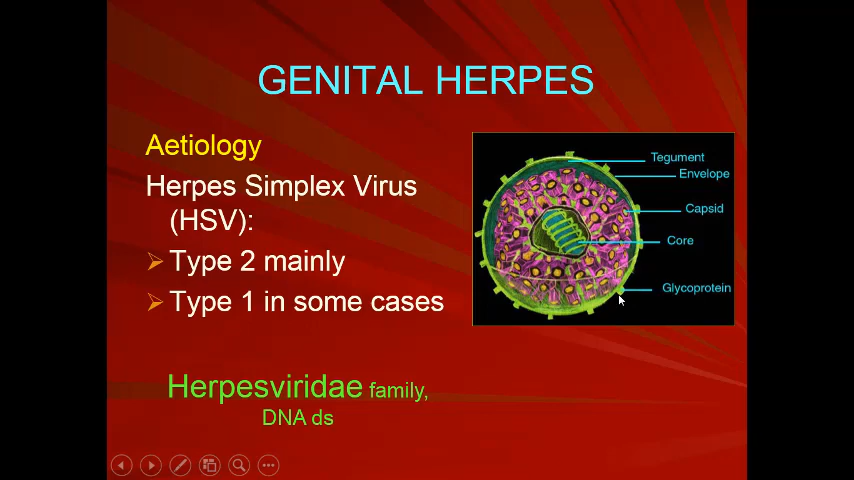 GENITAL HERPES
Aetiology
Herpes Simplex Virus
(HSV):
Type 2 mainly
Type 1 in some cases
Tegument
Envelope
Capsid
Core
Glycoprotein
Herpesviridae family,
DNA ds